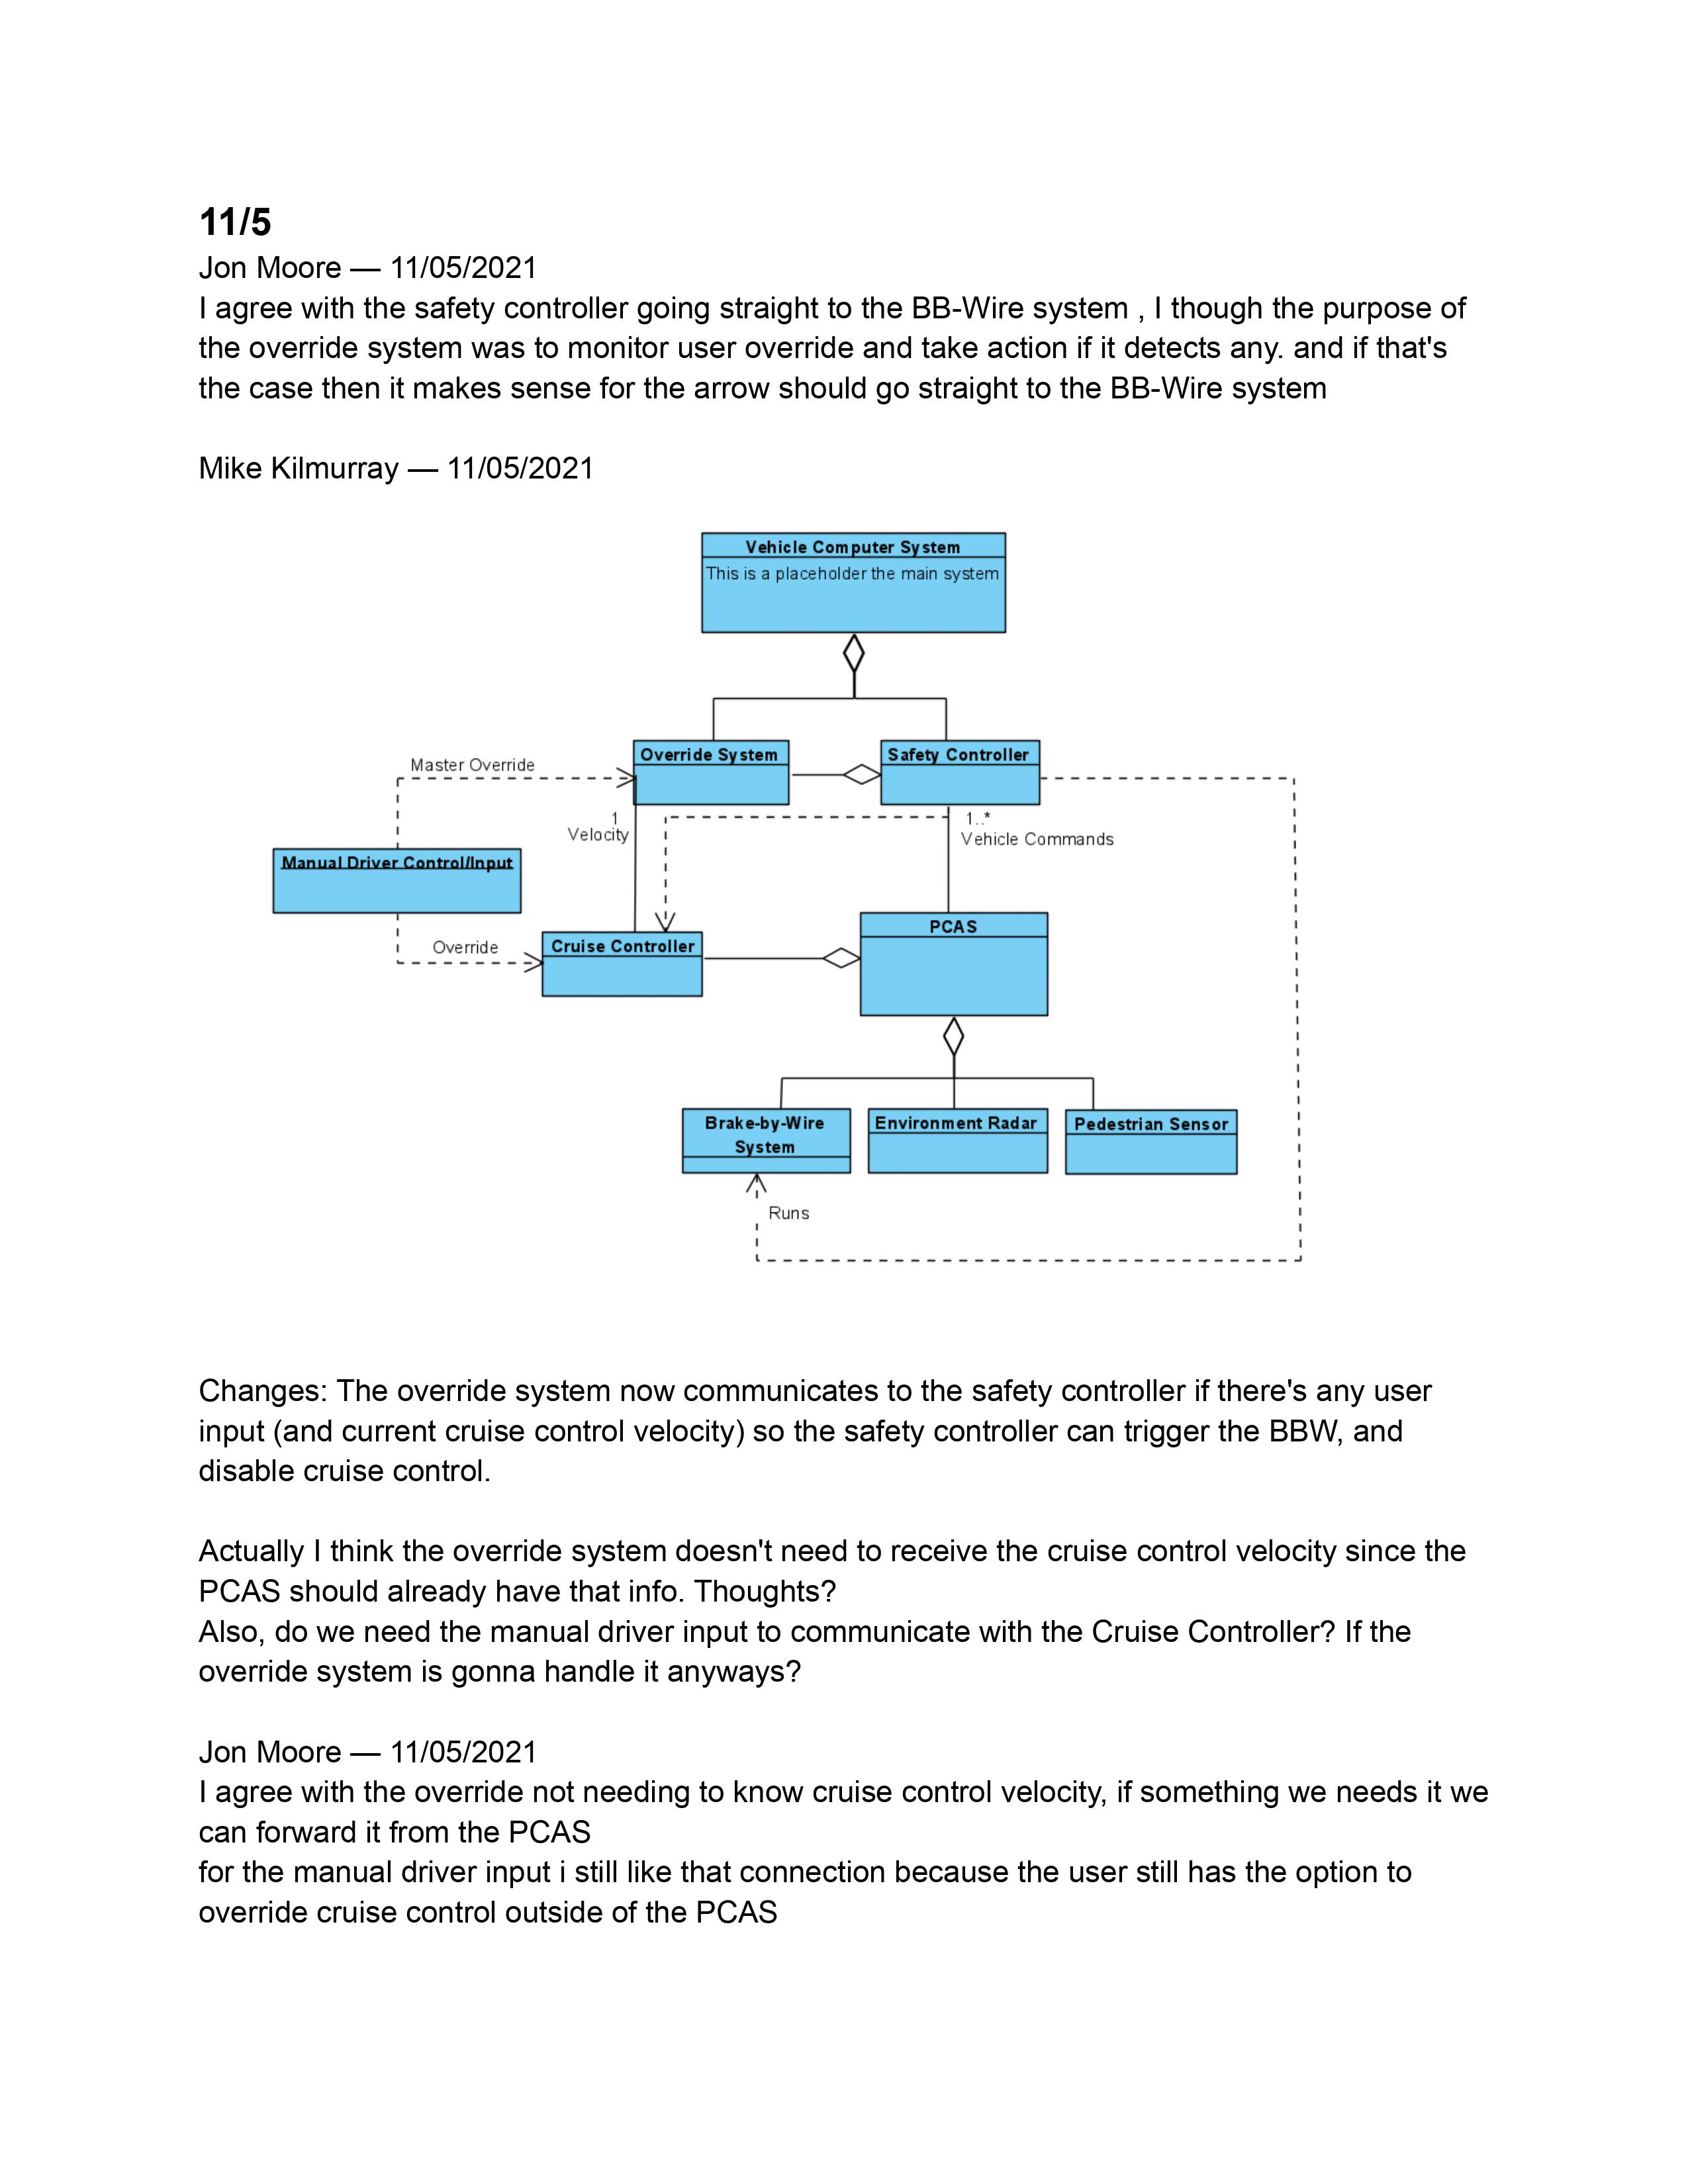 11/5
Jon Moore — 11/05/2021
I agree with the safety controller going straight to the BB-Wire system , I though the purpose of
the override system was to monitor user override and take action if it detects any. and if that's
the case then it makes sense for the arrow should go straight to the BB-Wire system
Mike Kilmurray — 11/05/2021
Vehicle Computer System
This is a placeholder the main system
Override System
Safety Controller
Master Override
1
Velocity
1..*
Vehicle Commands
Manual Driver Control/Input
PCAS
Override
Cruise Controller
Brake-by-Wire
System
Environment Radar
Pedestrian Sensor
Runs
Changes: The override system now communicates to the safety controller if there's any user
input (and current cruise control velocity) so the safety controller can trigger the BBW, and
disable cruise control.
Actually I think the override system doesn't need to receive the cruise control velocity since the
PCAS should already have that info. Thoughts?
Also, do we need the manual driver input to communicate with the Cruise Controller? If the
override system is gonna handle it anyways?
Jon Moore — 11/05/2021
I agree with the override not needing to know cruise control velocity, if something we needs it we
can forward it from the PCAS
for the manual driver input i still like that connection because the user still has the option to
override cruise control outside of the PCAS